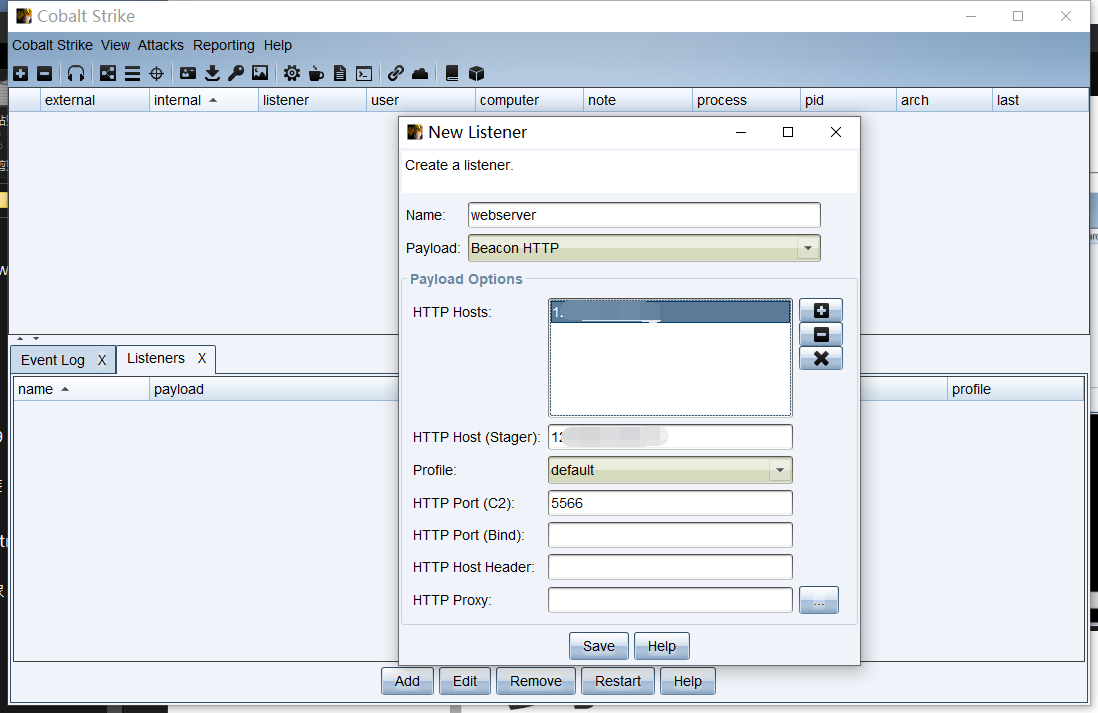 Cobalt Strike
Cobalt Strike View Attacks Reporting Help
external internal listener user computer note process pid arch last
New Listener
Create a listener.
Name: webserver
Payload: Beacon HTTP
Payload Options
HTTP Hosts: 1.
HTTP Host (Stager): 12
Profile: default
HTTP Port (C2): 5566
HTTP Port (Bind):
HTTP Host Header:
HTTP Proxy: ...
Save Help
Event Log X Listeners X
name payload profile
Add Edit Remove Restart Help